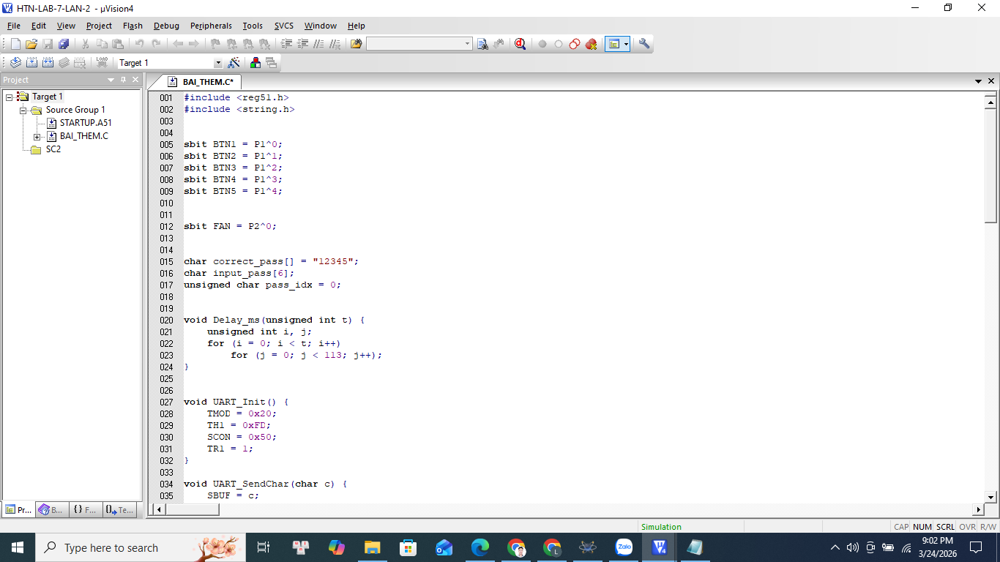 HTN-LAB-7-LAN-2 - µVision4
File Edit View Project Flash Debug Peripherals Tools SVCS Window Help
LOAD Target 1
Project
Target 1
Source Group 1
STARTUP.A51
BAI_THEM.C
SC2
Pr... B... {} F... 0 Te...
BAI_THEM.C*
001 #include <reg51.h>
002 #include <string.h>
003
004
005 sbit BTN1 = P1^0;
006 sbit BTN2 = P1^1;
007 sbit BTN3 = P1^2;
008 sbit BTN4 = P1^3;
009 sbit BTN5 = P1^4;
010
011
012 sbit FAN = P2^0;
013
014
015 char correct_pass[] = "12345";
016 char input_pass[6];
017 unsigned char pass_idx = 0;
018
019
020 void Delay_ms(unsigned int t) {
021     unsigned int i, j;
022     for (i = 0; i < t; i++)
023         for (j = 0; j < 113; j++);
024 }
025
026
027 void UART_Init() {
028     TMOD = 0x20;
029     TH1 = 0xFD;
030     SCON = 0x50;
031     TR1 = 1;
032 }
033
034 void UART_SendChar(char c) {
035     SBUF = c;
Simulation CAP NUM SCRL OVR R/W
Type here to search
Zalo
9:02 PM
3/24/2026